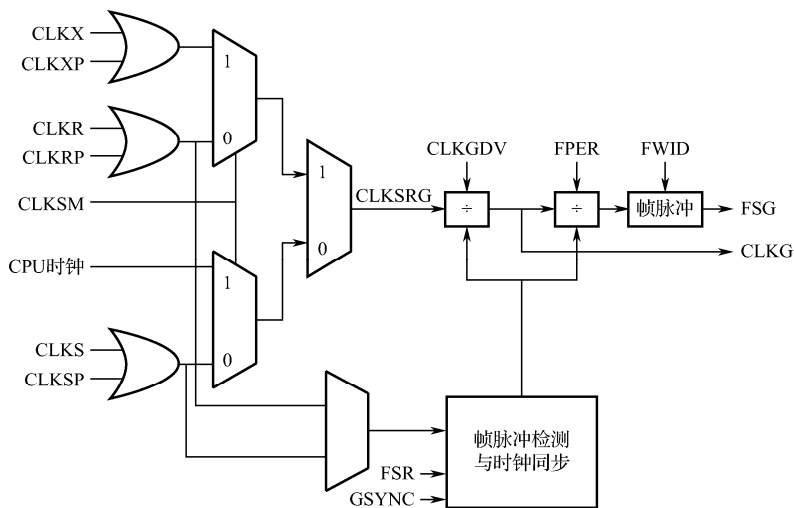 CLKX
CLKXP
1
0
CLKR
CLKRP
CLKSM
CPU时钟
1
0
CLKS
CLKSP
1
0
CLKSRG
CLKGDV
÷
FPER
÷
FWID
帧脉冲
FSG
CLKG
帧脉冲检测
与时钟同步
FSR
GSYNC